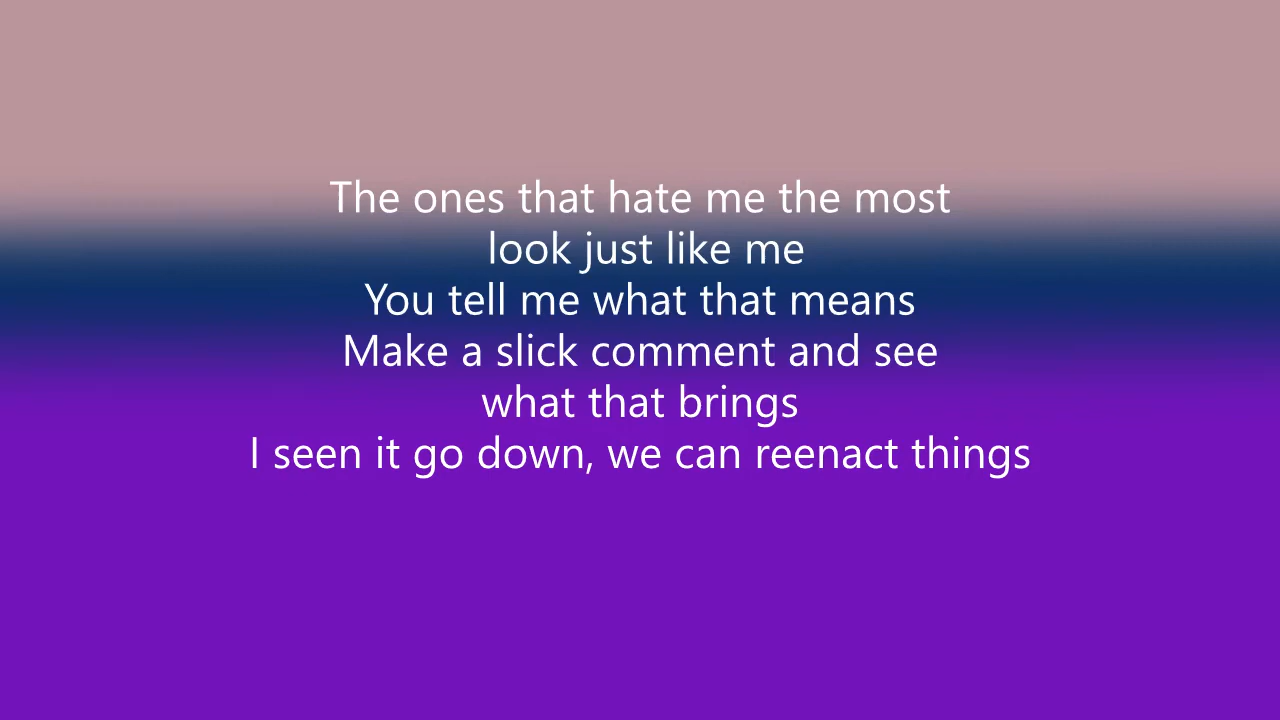 The ones that hate me the most
look just like me
You tell me what that means
Make a slick comment and see
what that brings
I seen it go down, we can reenact things